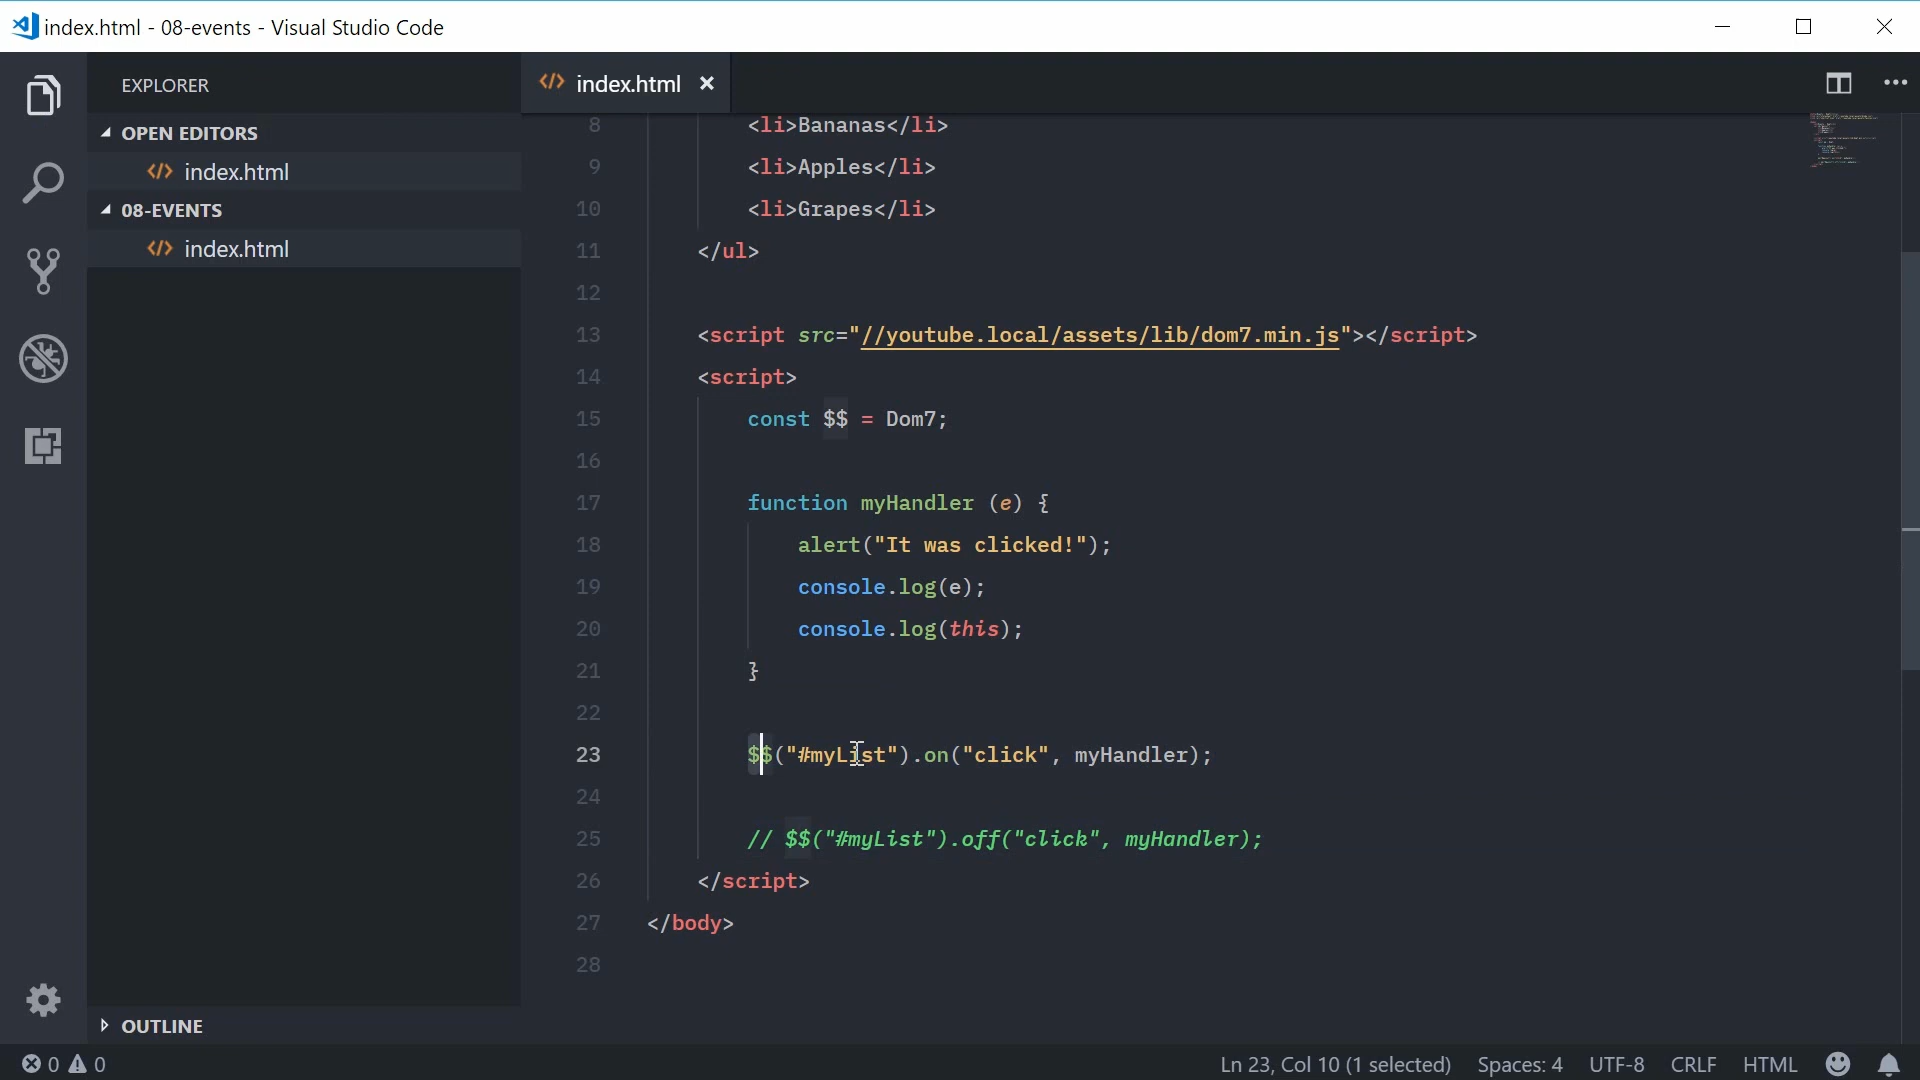 index.html - 08-events - Visual Studio Code
EXPLORER
OPEN EDITORS
</> index.html
08-EVENTS
</> index.html
OUTLINE
</> index.html ×
8 <li>Bananas</li>
9 <li>Apples</li>
10 <li>Grapes</li>
11 </ul>
12
13 <script src="//youtube.local/assets/lib/dom7.min.js"></script>
14 <script>
15 const $$ = Dom7;
16
17 function myHandler (e) {
18 alert("It was clicked!");
19 console.log(e);
20 console.log(this);
21 }
22
23 $$("#myList").on("click", myHandler);
24
25 // $$("#myList").off("click", myHandler);
26 </script>
27 </body>
28
0 0 Ln 23, Col 10 (1 selected) Spaces: 4 UTF-8 CRLF HTML